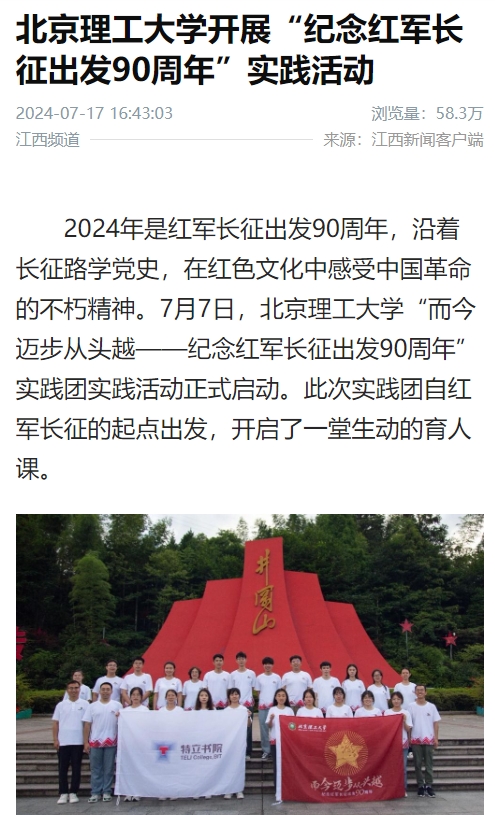 北京理工大学开展“纪念红军长
征出发90周年”实践活动
2024-07-17 16:43:03
浏览量：58.3万
江西频道
来源：江西新闻客户端
2024年是红军长征出发90周年，沿着
长征路学党史，在红色文化中感受中国革命
的不朽精神。7月7日，北京理工大学“而今
迈步从头越——纪念红军长征出发90周年”
实践团实践活动正式启动。此次实践团自红
军长征的起点出发，开启了一堂生动的育人
课。
井冈山
特立书院
TELI College, BIT
北京理工大学
而今迈步从头越